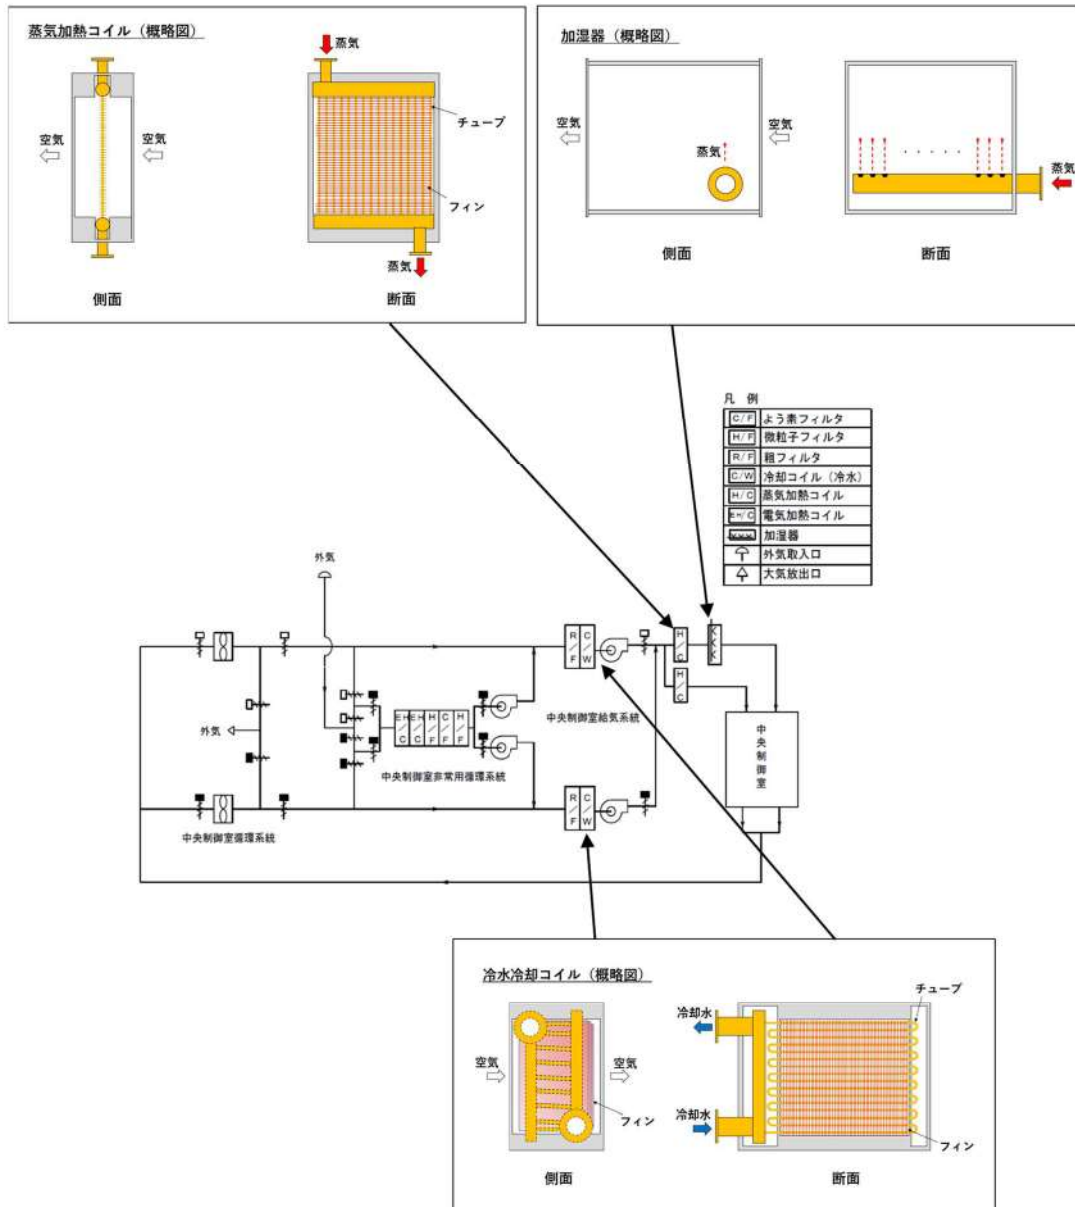 蒸気加熱コイル（概略図）
蒸気
空気
空気
チューブ
フィン
蒸気
側面
断面
加湿器（概略図）
空気
空気
蒸気
蒸気
側面
断面
凡 例
C/F よう素フィルタ
H/F 微粒子フィルタ
R/F 粗フィルタ
C/W 冷却コイル（冷水）
H/C 蒸気加熱コイル
EH/C 電気加熱コイル
加湿器
外気取入口
大気放出口
外気
R/F
C/W
H/C
H/C
外気
EH/C
EH/C
H/F
C/F
H/F
中央制御室給気系統
中央制御室
中央制御室非常用循環系統
R/F
C/W
中央制御室循環系統
冷水冷却コイル（概略図）
チューブ
冷却水
空気
空気
フィン
冷却水
フィン
側面
断面